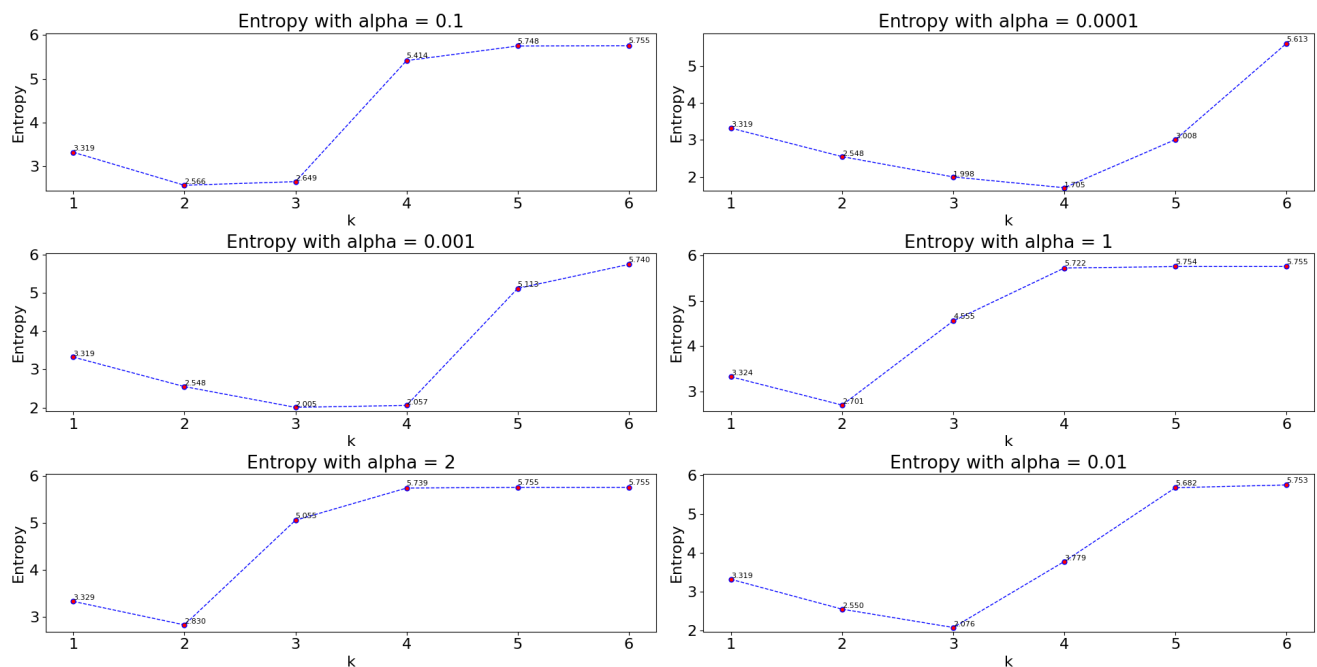 Entropy with alpha = 0.1
6
5
4
3
Entropy
3.319
2.566
2.649
5.414
5.748
5.755
1 2 3 4 5 6
k
Entropy with alpha = 0.0001
5
4
3
2
Entropy
3.319
2.548
1.998
1.705
3.008
5.613
1 2 3 4 5 6
k
Entropy with alpha = 0.001
6
5
4
3
2
Entropy
3.319
2.548
2.005
2.057
5.113
5.740
1 2 3 4 5 6
k
Entropy with alpha = 1
6
5
4
3
Entropy
3.324
2.701
4.555
5.722
5.754
5.755
1 2 3 4 5 6
k
Entropy with alpha = 2
6
5
4
3
Entropy
3.329
2.830
5.055
5.739
5.755
5.755
1 2 3 4 5 6
k
Entropy with alpha = 0.01
6
5
4
3
2
Entropy
3.319
2.550
2.076
3.779
5.682
5.753
1 2 3 4 5 6
k